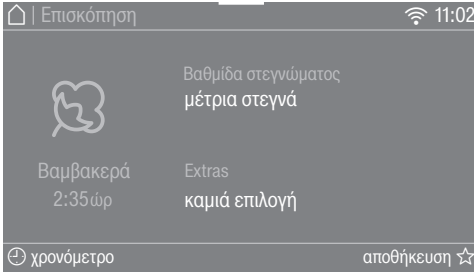 | Επισκόπηση 11:02
Βαθμίδα στεγνώματος
μέτρια στεγνά
Βαμβακερά
2:35ώρ
Extras
καμιά επιλογή
χρονόμετρο αποθήκευση